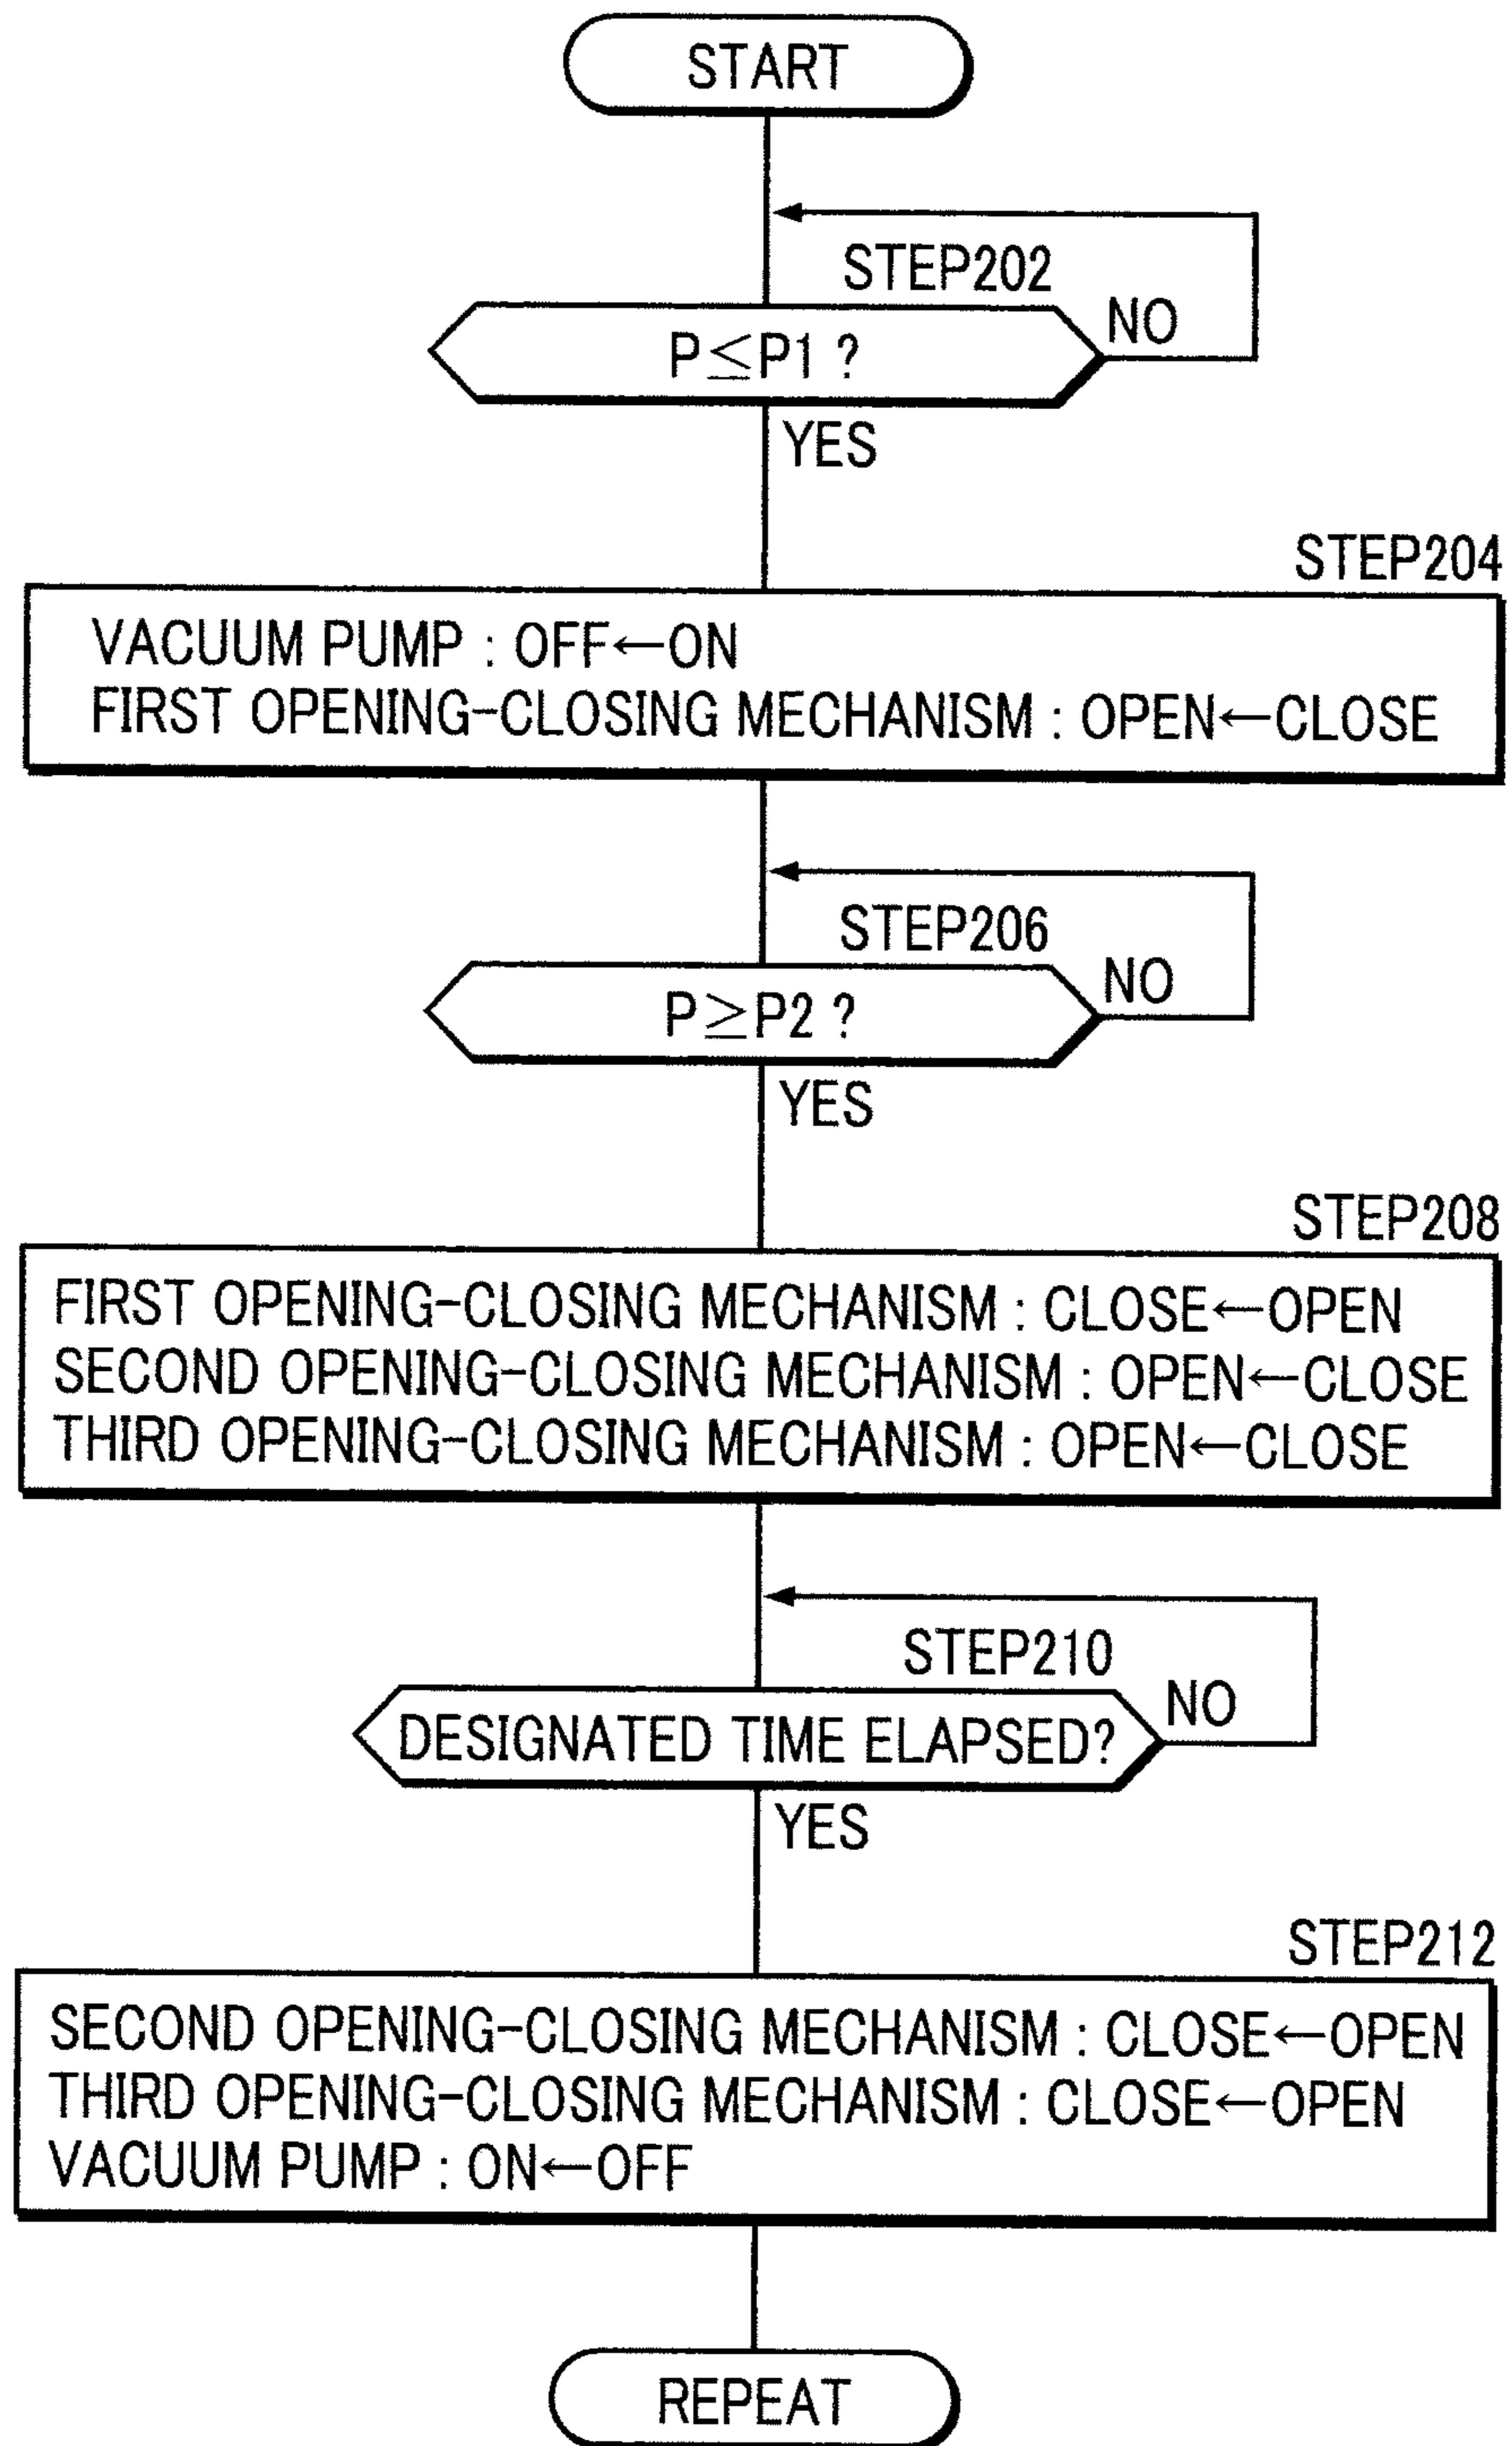 START
STEP202
P≦P1 ?
NO
YES
STEP204
VACUUM PUMP : OFF←ON
FIRST OPENING-CLOSING MECHANISM : OPEN←CLOSE
STEP206
P≧P2 ?
NO
YES
STEP208
FIRST OPENING-CLOSING MECHANISM : CLOSE←OPEN
SECOND OPENING-CLOSING MECHANISM : OPEN←CLOSE
THIRD OPENING-CLOSING MECHANISM : OPEN←CLOSE
STEP210
DESIGNATED TIME ELAPSED?
NO
YES
STEP212
SECOND OPENING-CLOSING MECHANISM : CLOSE←OPEN
THIRD OPENING-CLOSING MECHANISM : CLOSE←OPEN
VACUUM PUMP : ON←OFF
REPEAT